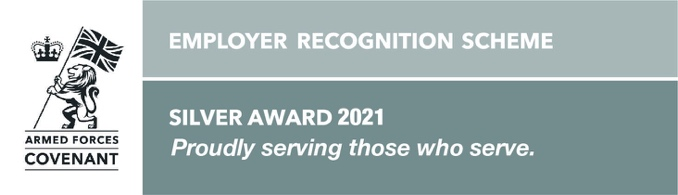 ARMED FORCES
COVENANT
EMPLOYER RECOGNITION SCHEME
SILVER AWARD 2021
Proudly serving those who serve.